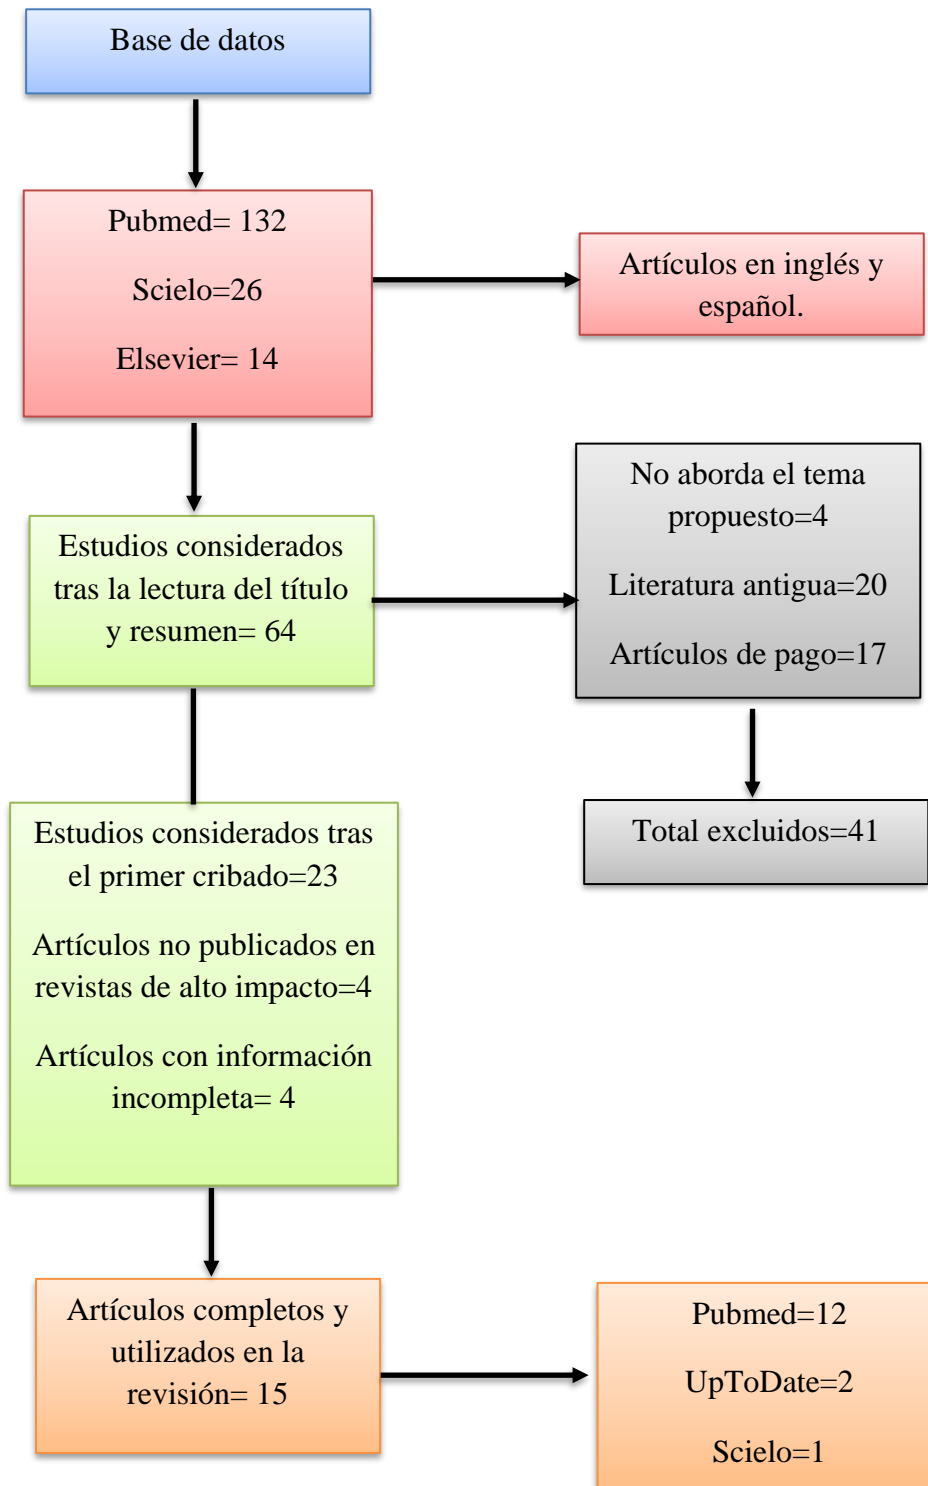 Base de datos
Pubmed= 132
Scielo=26
Elsevier= 14
Artículos en inglés y
español.
Estudios considerados
tras la lectura del título
y resumen= 64
No aborda el tema
propuesto=4
Literatura antigua=20
Artículos de pago=17
Total excluidos=41
Estudios considerados tras
el primer cribado=23
Artículos no publicados en
revistas de alto impacto=4
Artículos con información
incompleta= 4
Artículos completos y
utilizados en la
revisión= 15
Pubmed=12
UpToDate=2
Scielo=1